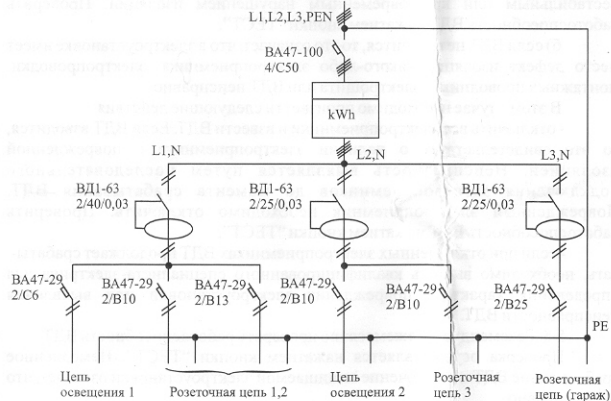 L1,L2,L3,PEN
ВА47-100
4/С50
kWh
L1,N
L2,N
L3,N
ВД1-63
2/40/0,03
ВД1-63
2/25/0,03
ВД1-63
2/25/0,03
ВА47-29
2/С6
ВА47-29
2/В10
ВА47-29
2/В13
ВА47-29
2/В10
ВА47-29
2/В10
ВА47-29
2/В25
PE
Цепь
освещения 1
Розеточная цепь 1,2
Цепь
освещения 2
Розеточная
цепь 3
Розеточная
цепь (гараж)